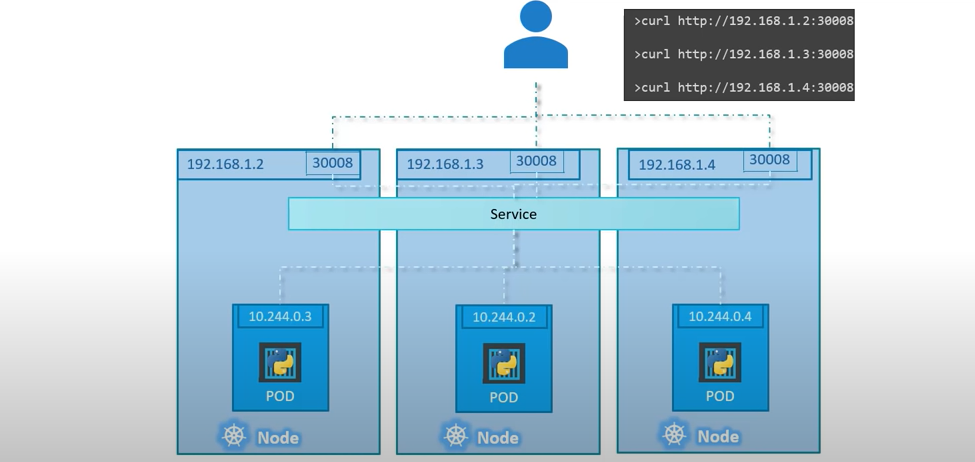 >curl http://192.168.1.2:30008
>curl http://192.168.1.3:30008
>curl http://192.168.1.4:30008
192.168.1.2
30008
192.168.1.3
30008
192.168.1.4
30008
Service
10.244.0.3
10.244.0.2
10.244.0.4
POD
POD
POD
Node
Node
Node